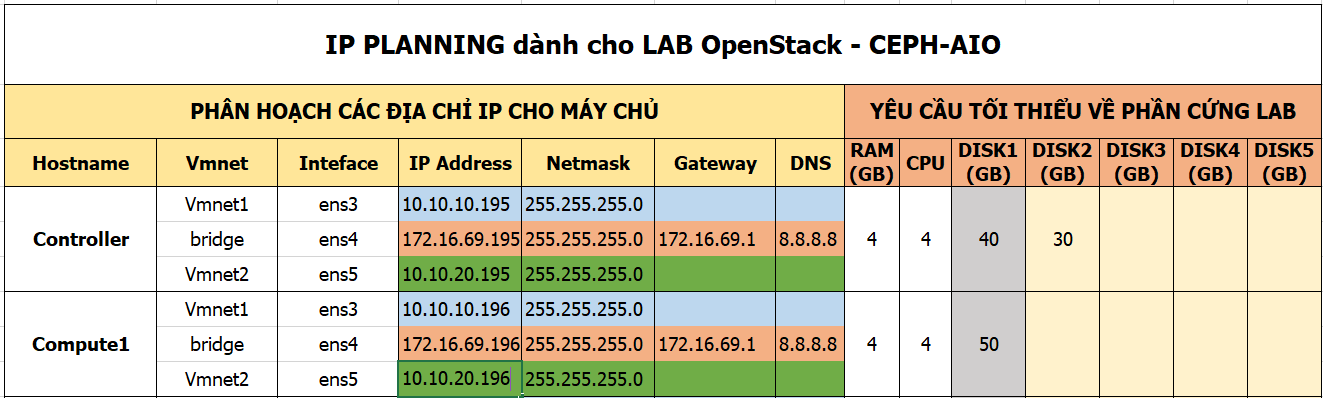 IP PLANNING dành cho LAB OpenStack - CEPH-AIO
PHÂN HOẠCH CÁC ĐỊA CHỈ IP CHO MÁY CHỦ YÊU CẦU TỐI THIỂU VỀ PHẦN CỨNG LAB
Hostname Vmnet Inteface IP Address Netmask Gateway DNS RAM (GB) CPU DISK1 (GB) DISK2 (GB) DISK3 (GB) DISK4 (GB) DISK5 (GB)
Vmnet1 ens3 10.10.10.195 255.255.255.0
Controller bridge ens4 172.16.69.195 255.255.255.0 172.16.69.1 8.8.8.8 4 4 40 30
Vmnet2 ens5 10.10.20.195 255.255.255.0
Vmnet1 ens3 10.10.10.196 255.255.255.0
Compute1 bridge ens4 172.16.69.196 255.255.255.0 172.16.69.1 8.8.8.8 4 4 50
Vmnet2 ens5 10.10.20.196 255.255.255.0